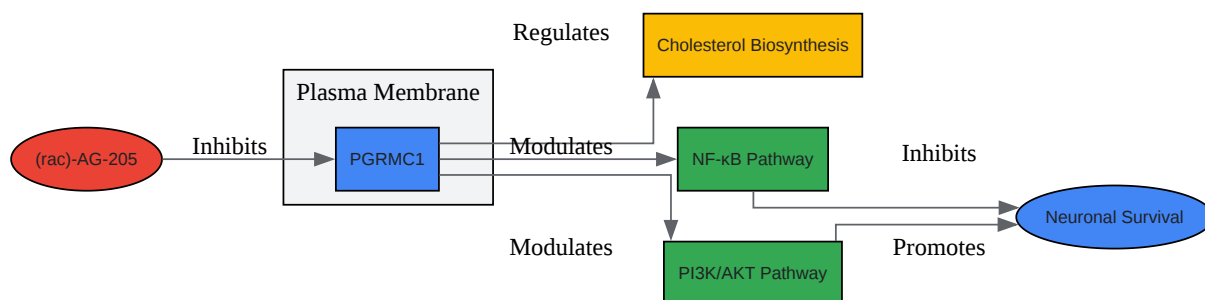 Regulates
Cholesterol Biosynthesis
Plasma Membrane
(rac)-AG-205
Inhibits
PGRMC1
Modulates
NF-κB Pathway
Inhibits
Neuronal Survival
Modulates
PI3K/AKT Pathway
Promotes